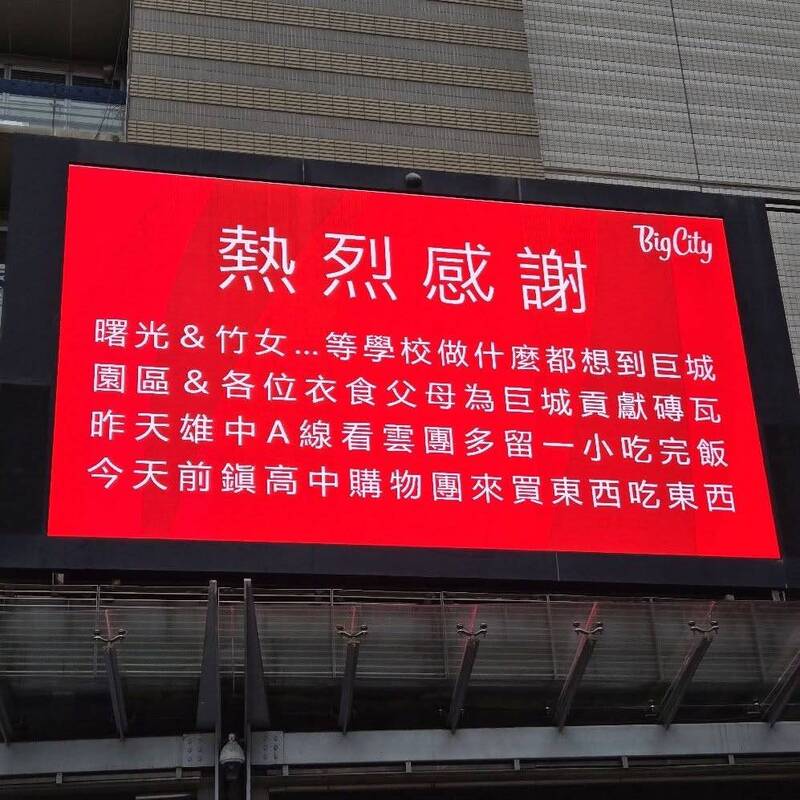 BigCity
熱烈感謝
曙光&竹女...等學校做什麼都想到巨城
園區&各位衣食父母為巨城貢獻磚瓦
昨天雄中A線看雲團多留一小吃完飯
今天前鎮高中購物團來買東西吃東西